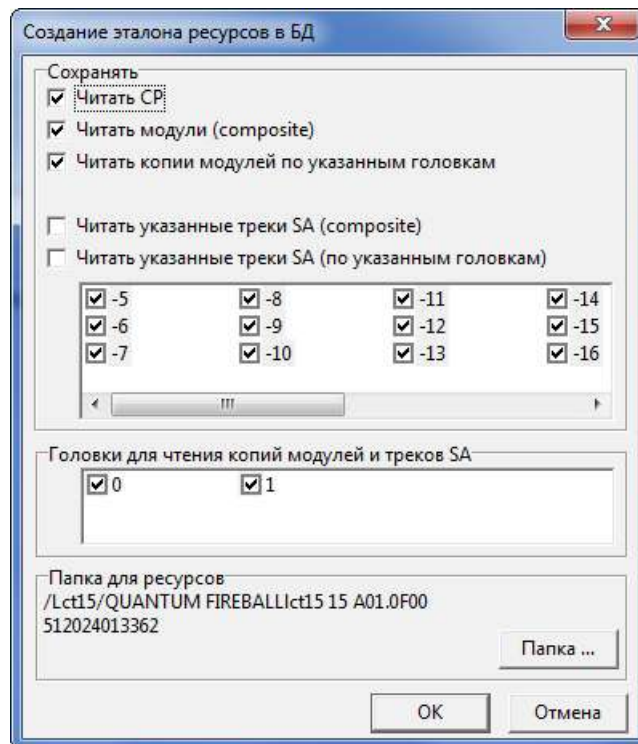 Создание эталона ресурсов в БД
Сохранять
Читать CP
Читать модули (composite)
Читать копии модулей по указанным головкам
Читать указанные треки SA (composite)
Читать указанные треки SA (по указанным головкам)
-5 -8 -11 -14
-6 -9 -12 -15
-7 -10 -13 -16
Головки для чтения копий модулей и треков SA
0 1
Папка для ресурсов
/Lct15/QUANTUM FIREBALLlct15 15 A01.0F00
512024013362
Папка ...
OK Отмена